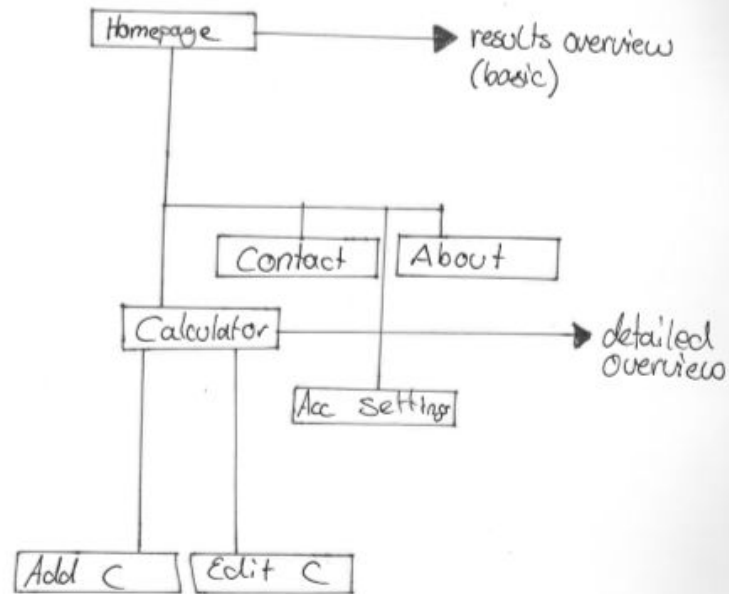 Homepage
results overview
(basic)
Contact
About
Calculator
detailed
overview
Acc Settings
Add C
Edit C